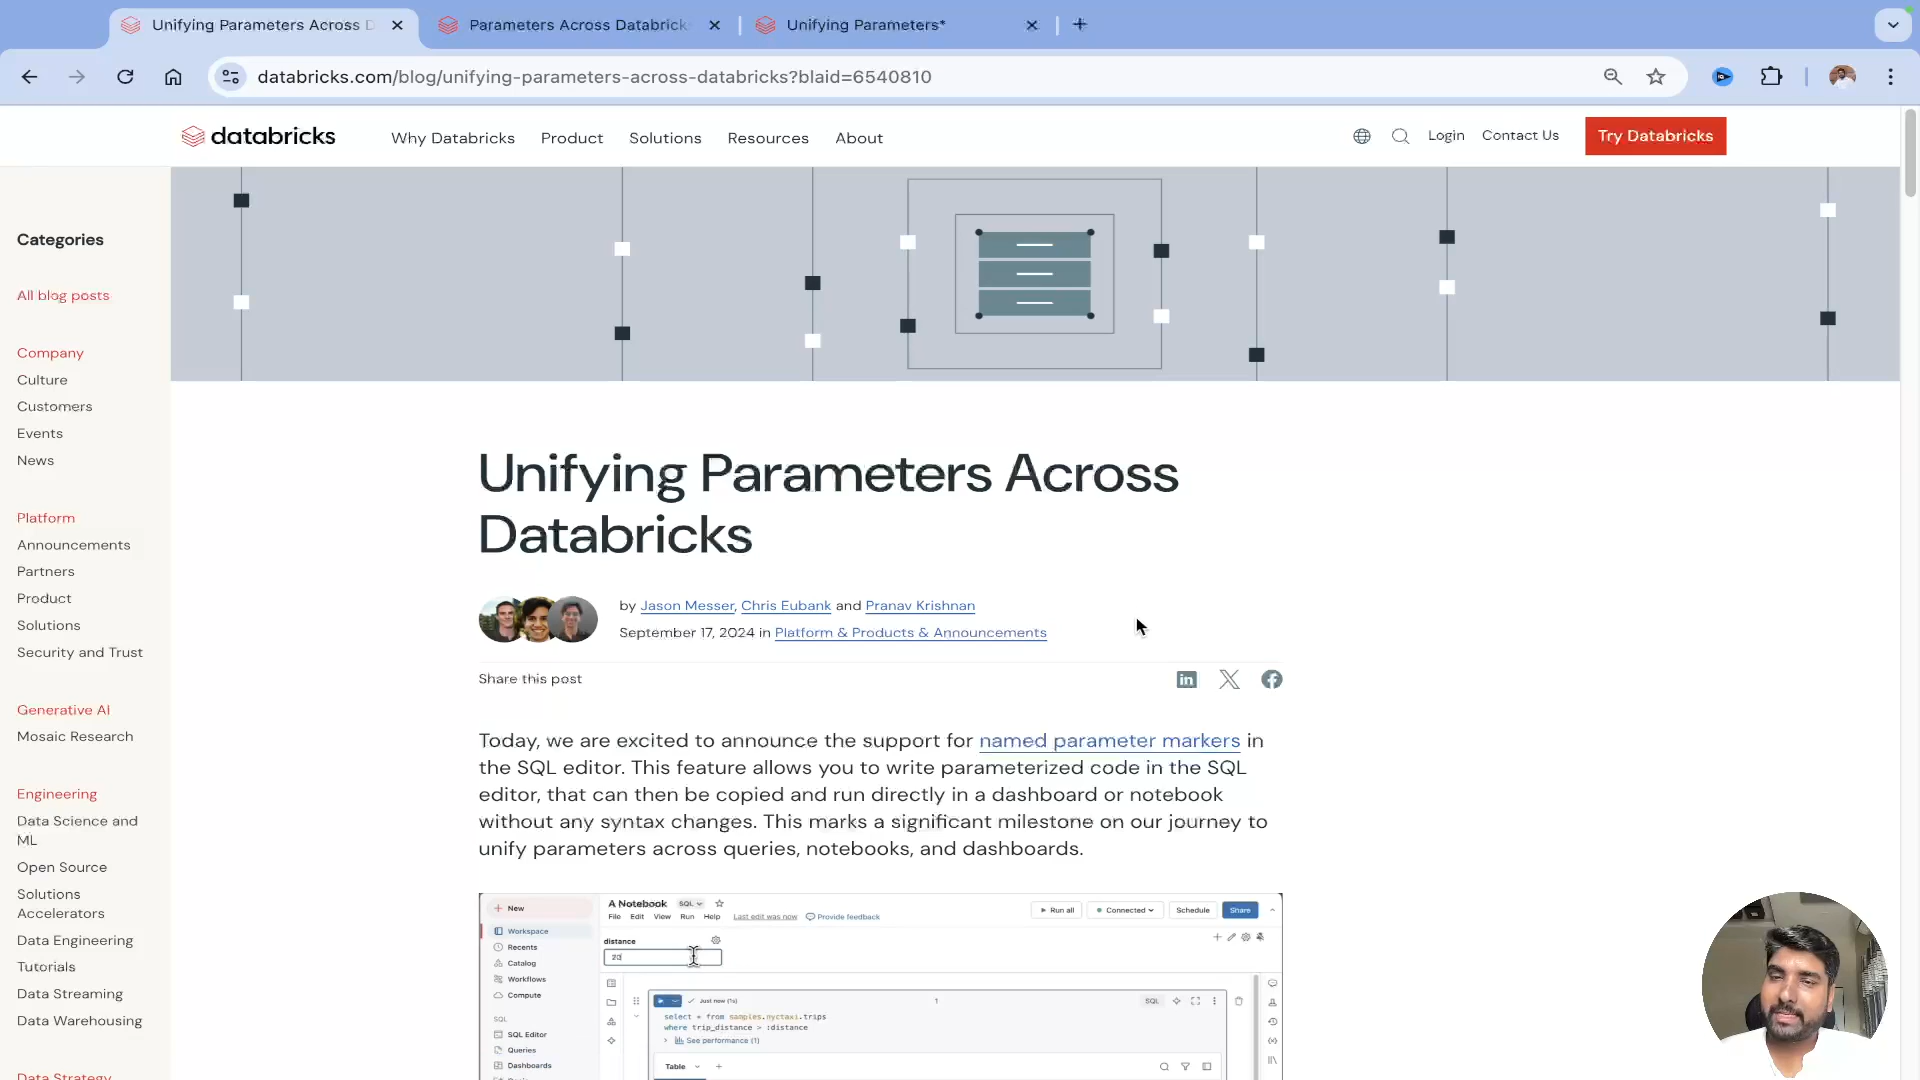 Unifying Parameters Across D
Parameters Across Databrick
Unifying Parameters*
databricks.com/blog/unifying-parameters-across-databricks?blaid=6540810
databricks
Why Databricks
Product
Solutions
Resources
About
Login
Contact Us
Try Databricks
Categories
All blog posts
Company
Culture
Customers
Events
News
Platform
Announcements
Partners
Product
Solutions
Security and Trust
Generative AI
Mosaic Research
Engineering
Data Science and
ML
Open Source
Solutions
Accelerators
Data Engineering
Tutorials
Data Streaming
Data Warehousing
Data Strategy
Unifying Parameters Across
Databricks
by Jason Messer, Chris Eubank and Pranav Krishnan
September 17, 2024 in Platform & Products & Announcements
Share this post
Today, we are excited to announce the support for named parameter markers in
the SQL editor. This feature allows you to write parameterized code in the SQL
editor, that can then be copied and run directly in a dashboard or notebook
without any syntax changes. This marks a significant milestone on our journey to
unify parameters across queries, notebooks, and dashboards.
New
Workspace
Recents
Catalog
Workflows
Compute
SQL
SQL Editor
Queries
Dashboards
A Notebook SQL
File Edit View Run Help Last edit was now Provide feedback
Run all
Connected
Schedule
Share
distance
20
Just now (1s)
1
SQL
select * from samples.nyctaxi.trips
where trip_distance > :distance
See performance (1)
Table +